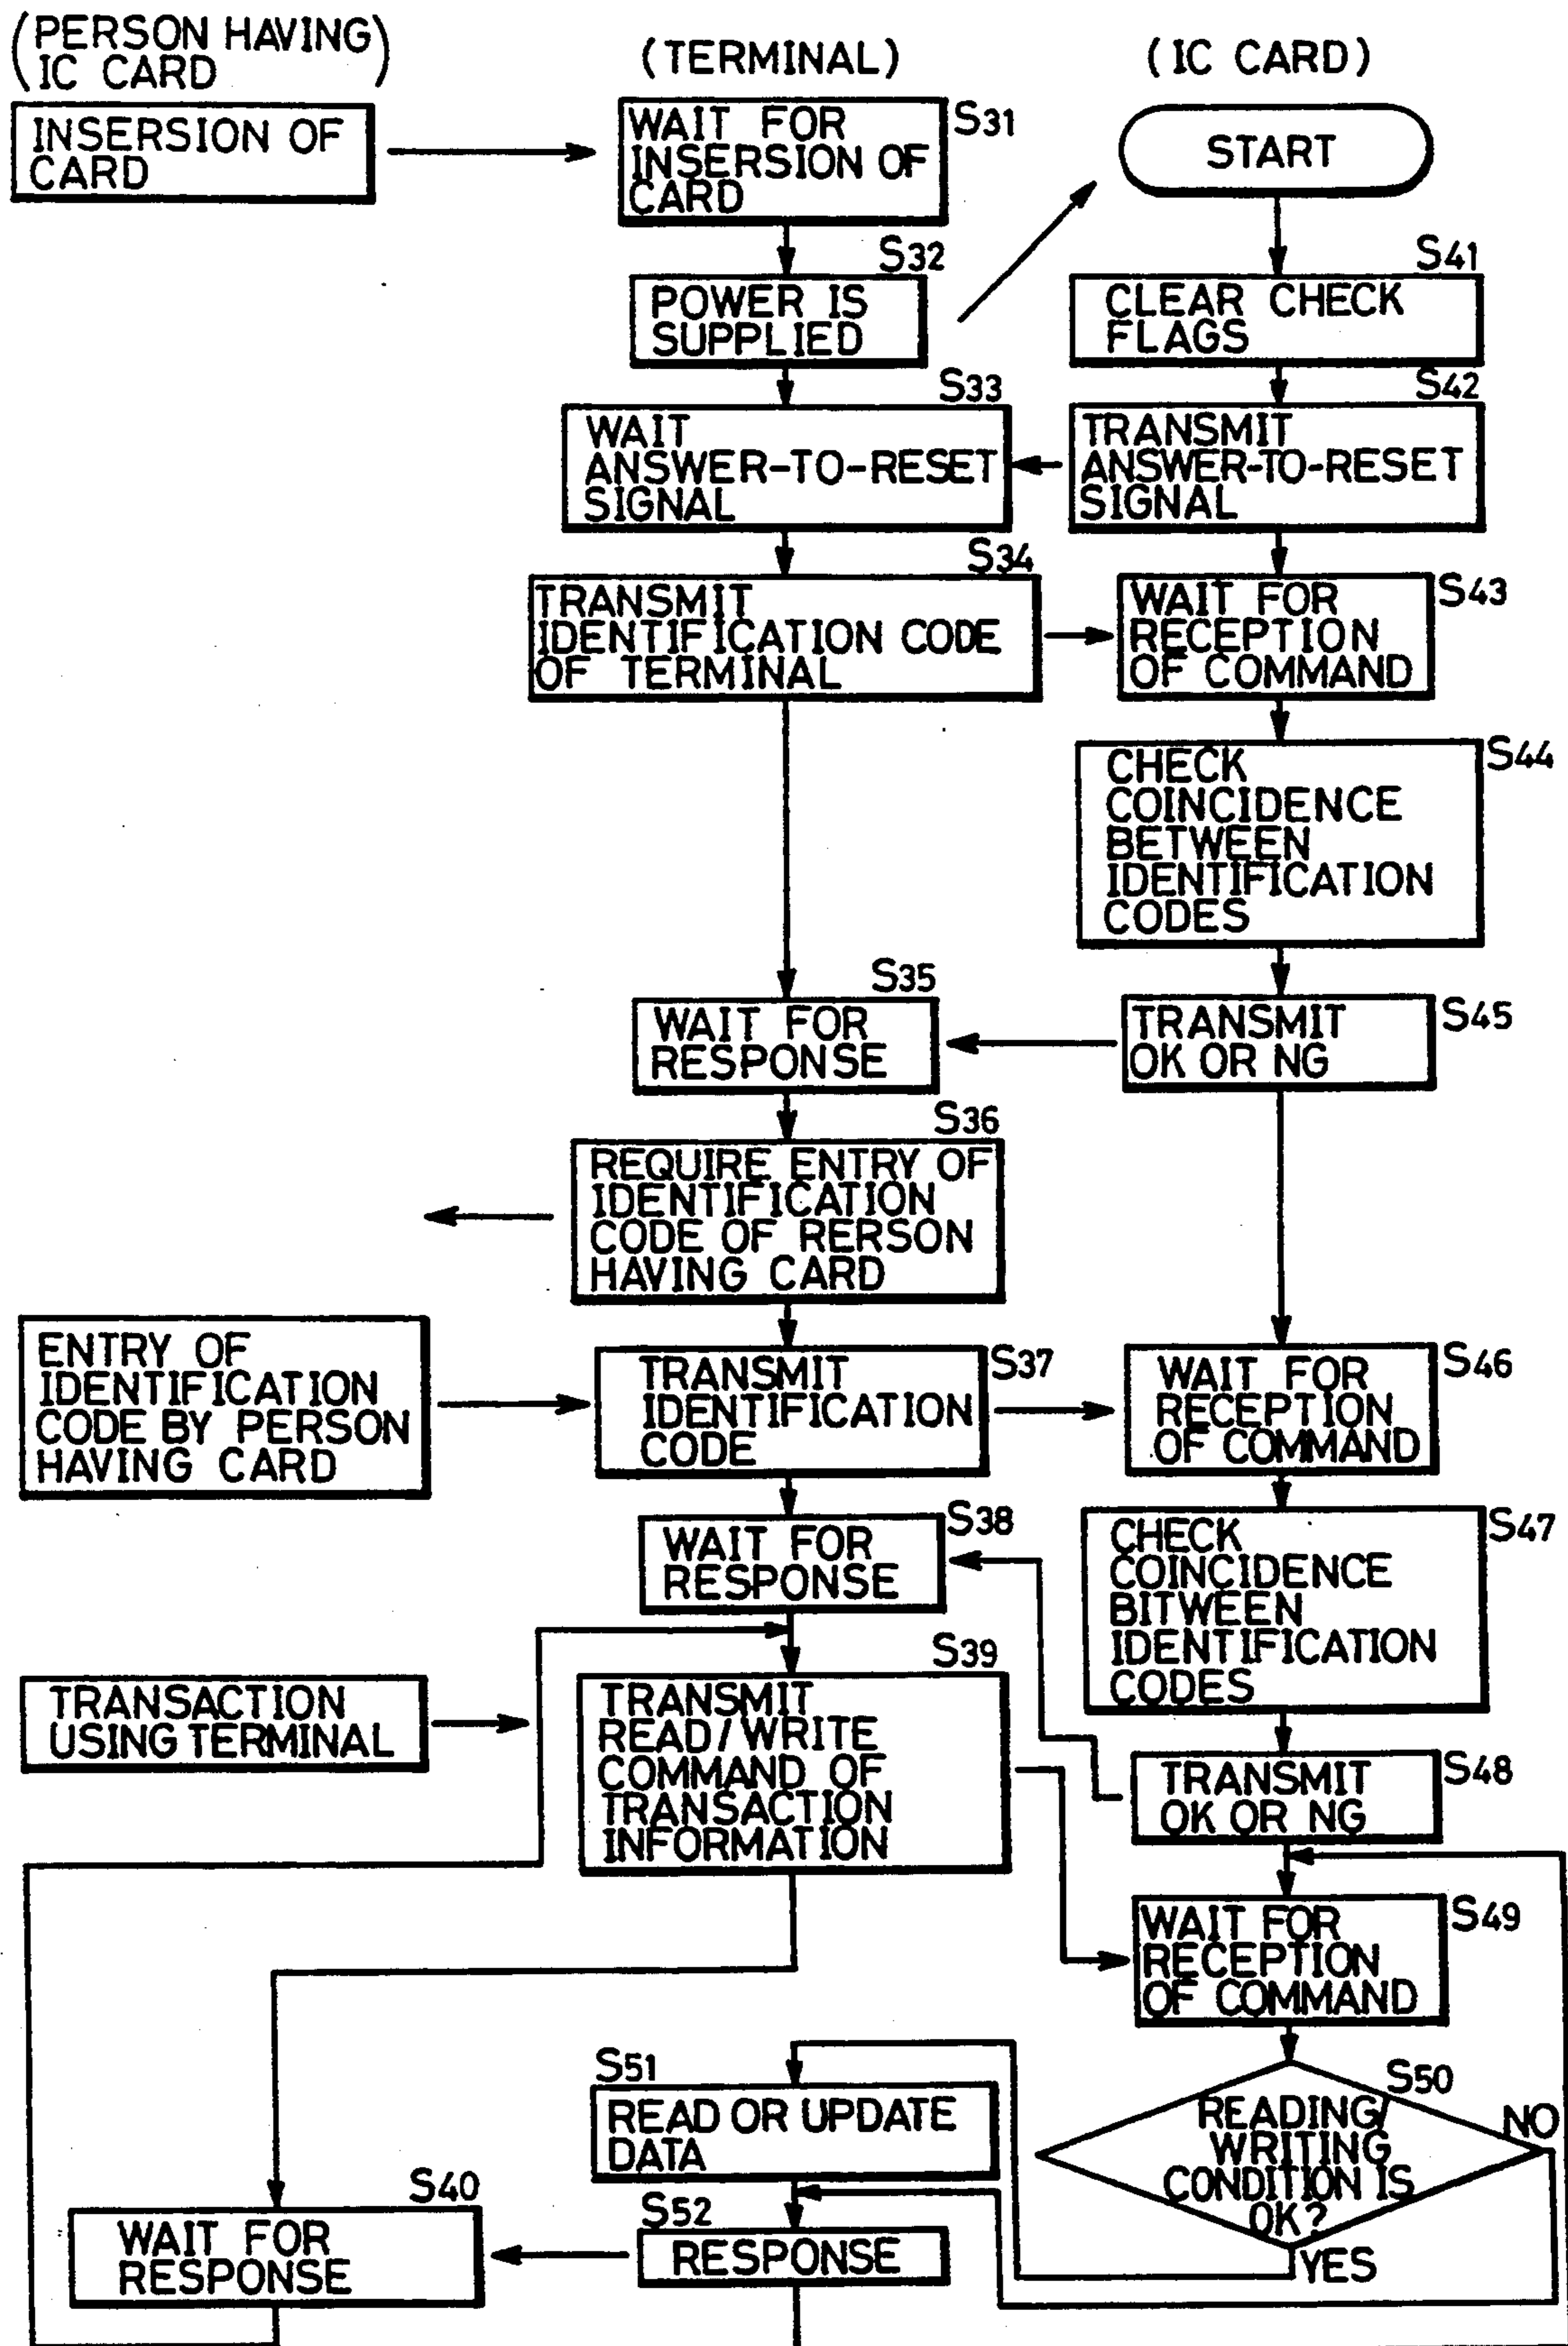 (PERSON HAVING
IC CARD)
(TERMINAL)
(IC CARD)
INSERSION OF
CARD
WAIT FOR
INSERSION OF
CARD
S31
START
S32
POWER IS
SUPPLIED
S41
CLEAR CHECK
FLAGS
S33
WAIT
ANSWER-TO-RESET
SIGNAL
S42
TRANSMIT
ANSWER-TO-RESET
SIGNAL
S34
TRANSMIT
IDENTIFICATION CODE
OF TERMINAL
WAIT FOR
RECEPTION
OF COMMAND
S43
CHECK
COINCIDENCE
BETWEEN
IDENTIFICATION
CODES
S44
S35
WAIT FOR
RESPONSE
TRANSMIT
OK OR NG
S45
S36
REQUIRE ENTRY OF
IDENTIFICATION
CODE OF RERSON
HAVING CARD
ENTRY OF
IDENTIFICATION
CODE BY PERSON
HAVING CARD
TRANSMIT
IDENTIFICATION
CODE
S37
WAIT FOR
RECEPTION
OF COMMAND
S46
WAIT FOR
RESPONSE
S38
CHECK
COINCIDENCE
BITWEEN
IDENTIFICATION
CODES
S47
TRANSACTION
USING TERMINAL
S39
TRANSMIT
READ/WRITE
COMMAND OF
TRANSACTION
INFORMATION
TRANSMIT
OK OR NG
S48
WAIT FOR
RECEPTION
OF COMMAND
S49
S51
READ OR UPDATE
DATA
S50
READING/
WRITING
CONDITION IS
OK?
NO
YES
S40
WAIT FOR
RESPONSE
S52
RESPONSE